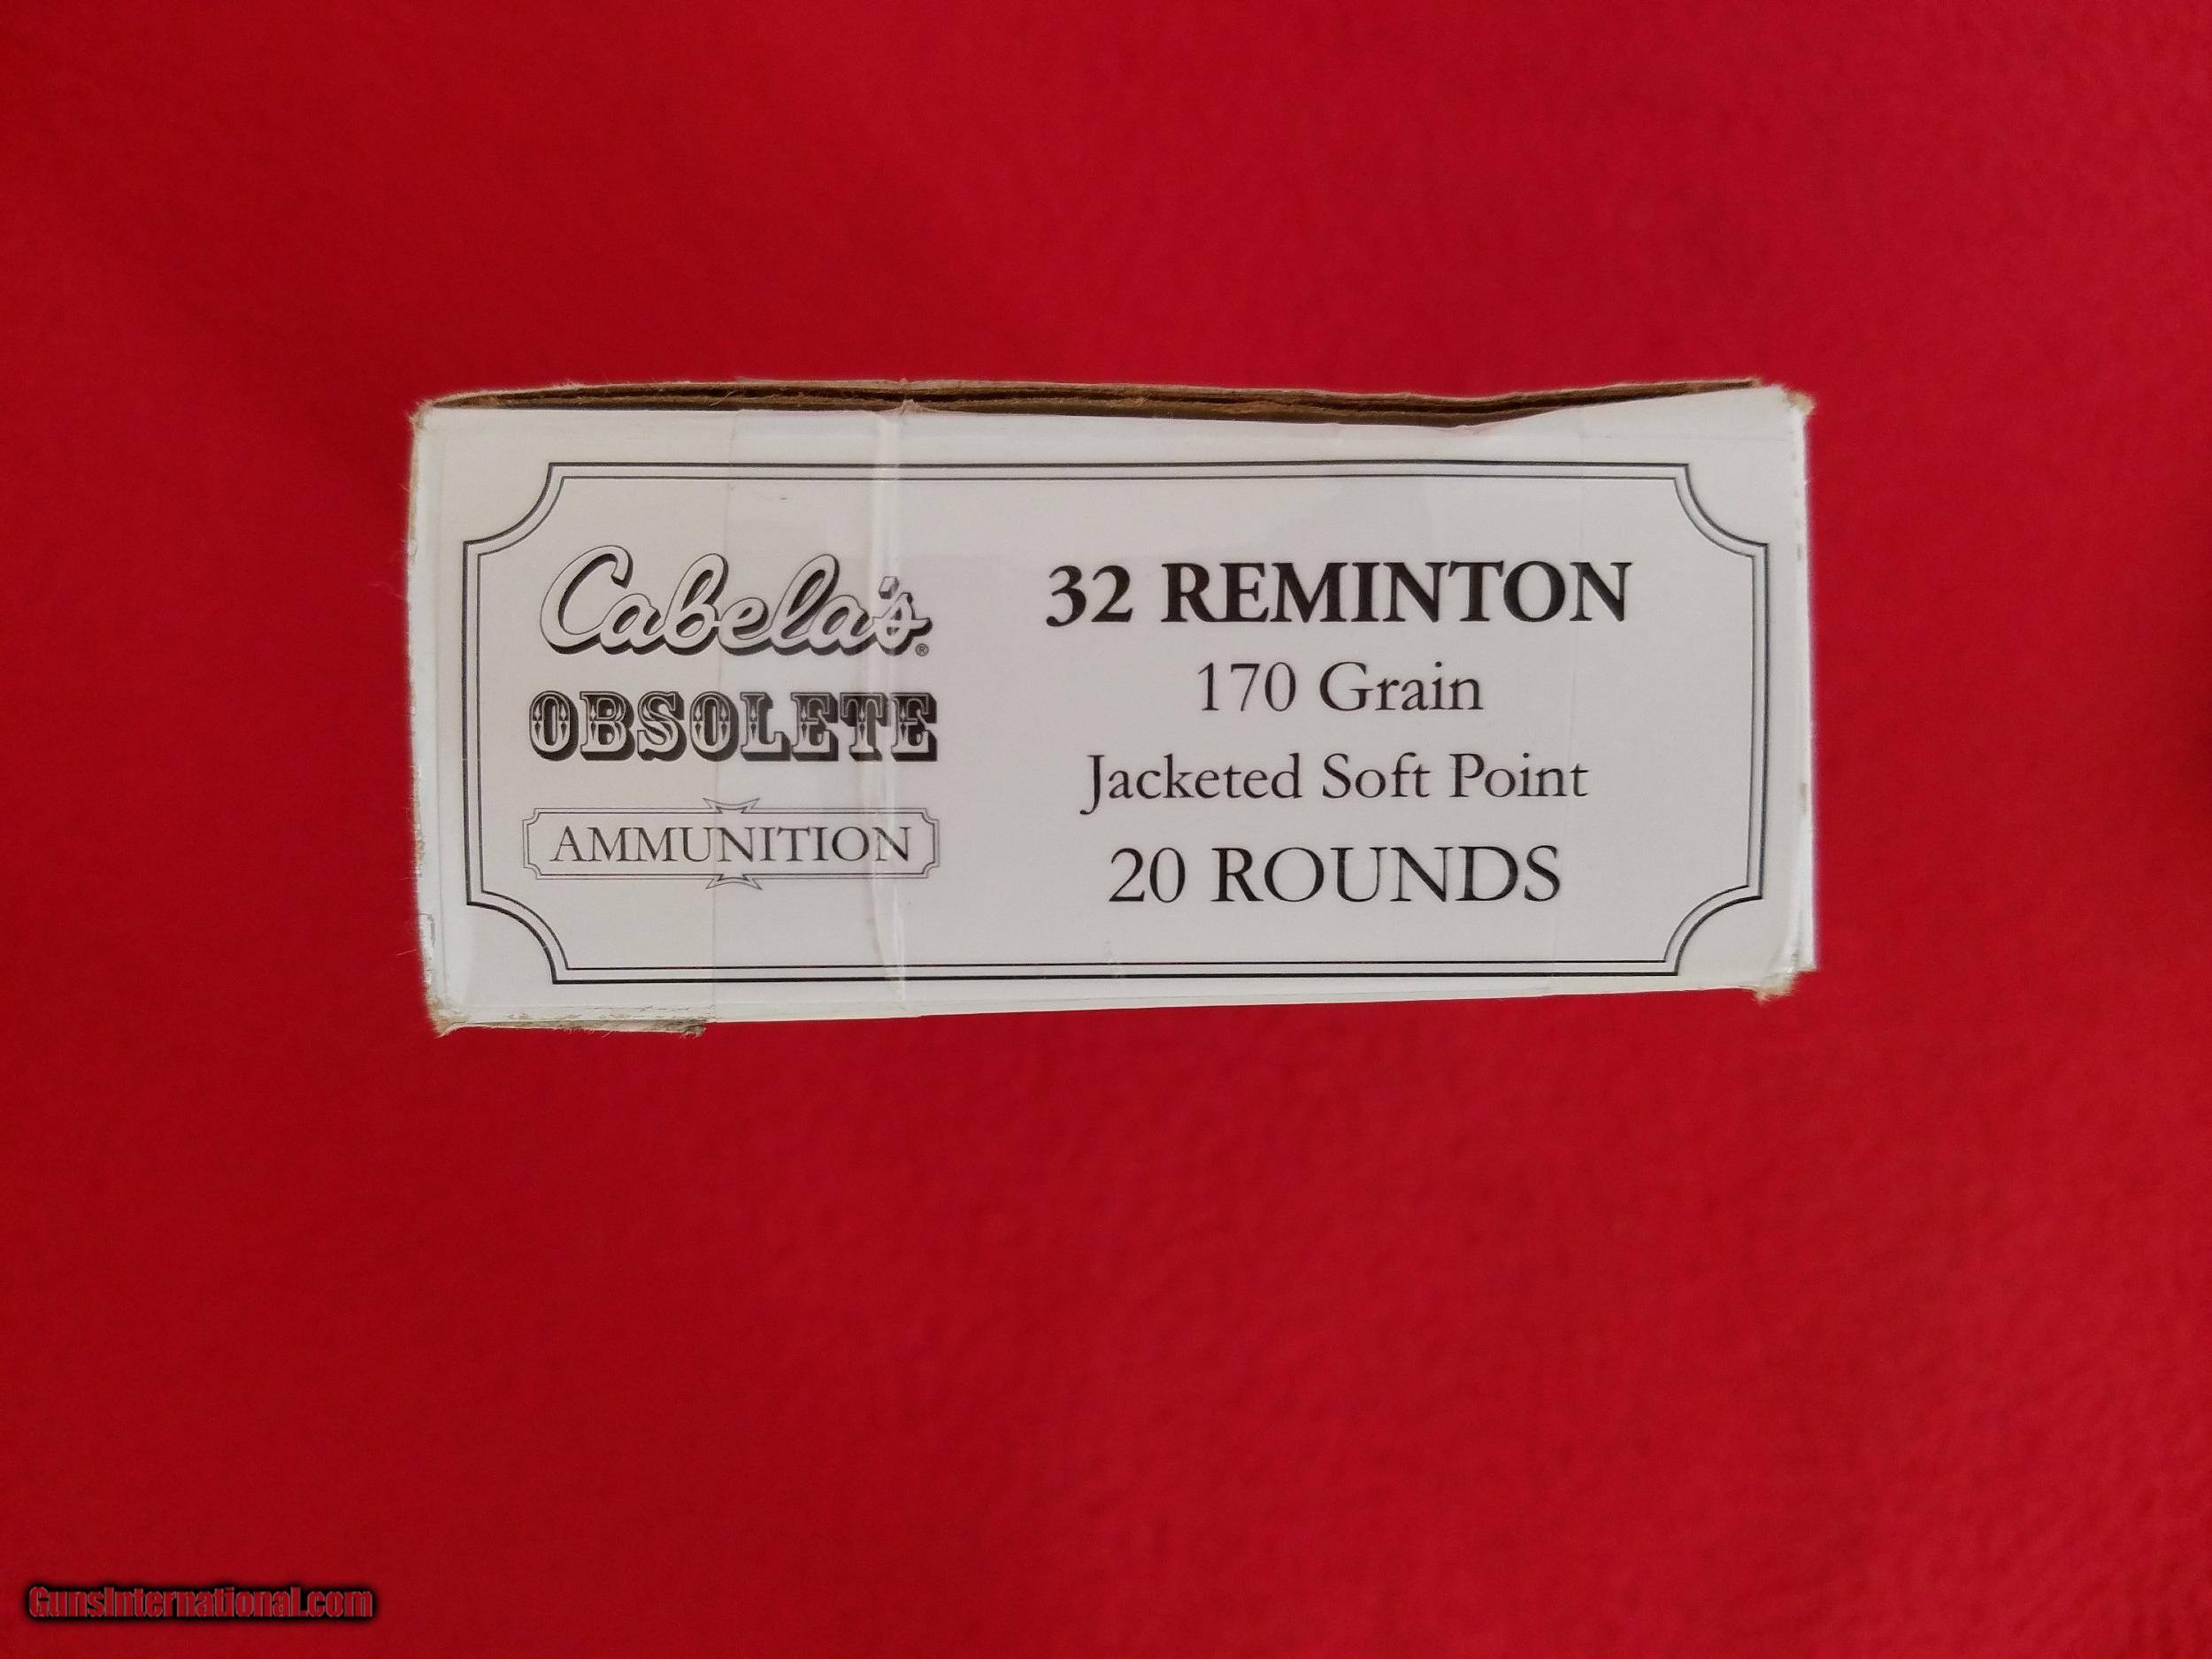 Cabela's®
OBSOLETE
AMMUNITION
32 REMINTON
170 Grain
Jacketed Soft Point
20 ROUNDS
GunsInternational.com